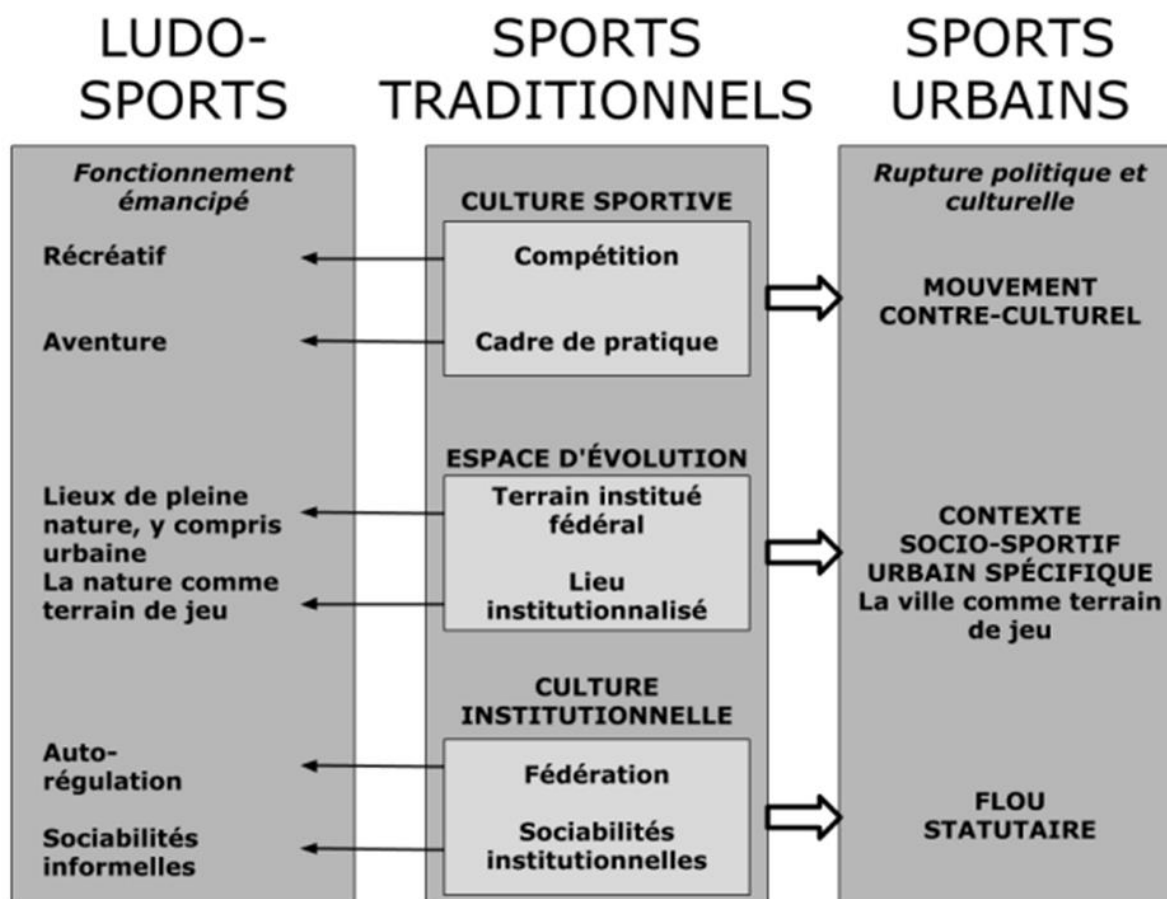 LUDO-
SPORTS
Fonctionnement
émancipé
Récréatif
Aventure
Lieux de pleine
nature, y compris
urbaine
La nature comme
terrain de jeu
Auto-
régulation
Sociabilités
informelles
SPORTS
TRADITIONNELS
CULTURE SPORTIVE
Compétition
Cadre de pratique
ESPACE D'ÉVOLUTION
Terrain institué
fédéral
Lieu
institutionnalisé
CULTURE
INSTITUTIONNELLE
Fédération
Sociabilités
institutionnelles
SPORTS
URBAINS
Rupture politique et
culturelle
MOUVEMENT
CONTRE-CULTUREL
CONTEXTE
SOCIO-SPORTIF
URBAIN SPÉCIFIQUE
La ville comme terrain
de jeu
FLOU
STATUTAIRE